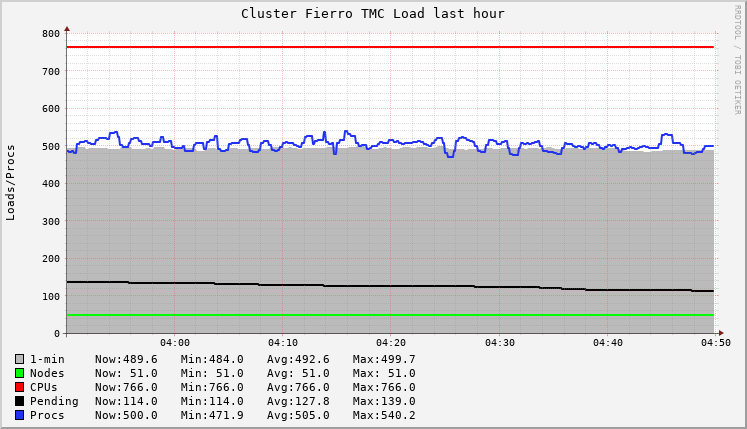 Cluster Fierro TMC Load last hour
RRDTOOL / TOBI OETIKER
Loads/Procs
800
700
600
500
400
300
200
100
0
04:00 04:10 04:20 04:30 04:40 04:50
1-min Now:489.6 Min:484.0 Avg:492.6 Max:499.7
Nodes Now: 51.0 Min: 51.0 Avg: 51.0 Max: 51.0
CPUs Now:766.0 Min:766.0 Avg:766.0 Max:766.0
Pending Now:114.0 Min:114.0 Avg:127.8 Max:139.0
Procs Now:500.0 Min:471.9 Avg:505.0 Max:540.2